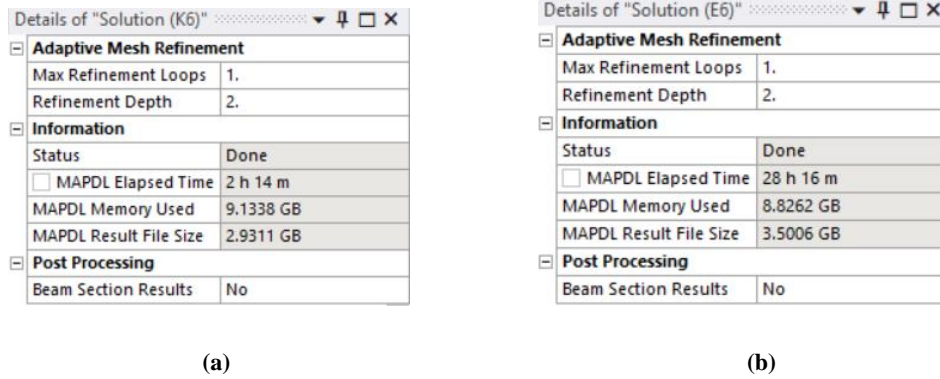 Details of "Solution (K6)"
Adaptive Mesh Refinement
Max Refinement Loops 1.
Refinement Depth 2.
Information
Status Done
MAPDL Elapsed Time 2 h 14 m
MAPDL Memory Used 9.1338 GB
MAPDL Result File Size 2.9311 GB
Post Processing
Beam Section Results No
(a)
Details of "Solution (E6)"
Adaptive Mesh Refinement
Max Refinement Loops 1.
Refinement Depth 2.
Information
Status Done
MAPDL Elapsed Time 28 h 16 m
MAPDL Memory Used 8.8262 GB
MAPDL Result File Size 3.5006 GB
Post Processing
Beam Section Results No
(b)